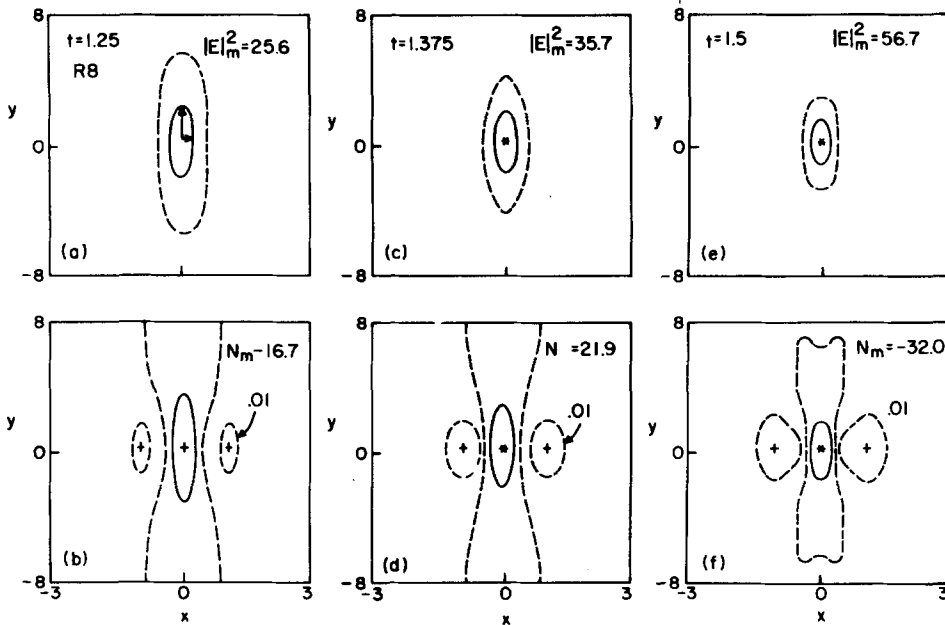 8
t=1.25
|E|²m=25.6
R8
y
0
-8
(a)
8
t=1.375
|E|²m=35.7
y
0
-8
(c)
8
t=1.5
|E|²m=56.7
y
0
-8
(e)
8
Nm-16.7
.01
y
0
-8
(b)
-3
0
3
x
8
N =21.9
.01
y
0
-8
(d)
-3
0
3
x
8
Nm=-32.0
.01
y
0
-8
(f)
-3
0
3
x